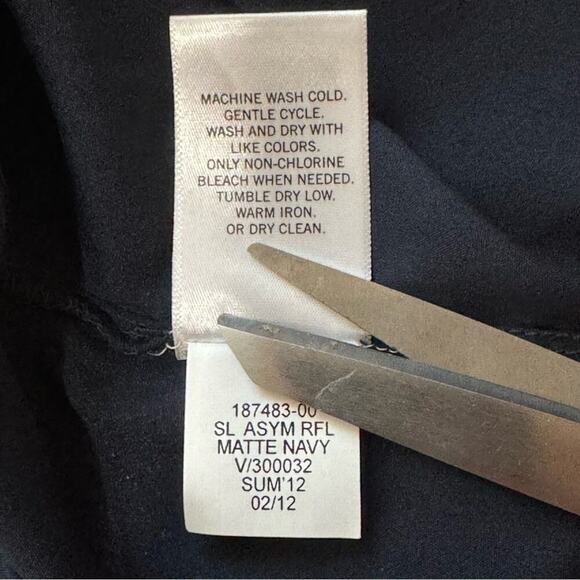 MACHINE WASH COLD.
GENTLE CYCLE.
WASH AND DRY WITH
LIKE COLORS.
ONLY NON-CHLORINE
BLEACH WHEN NEEDED.
TUMBLE DRY LOW.
WARM IRON.
OR DRY CLEAN.
187483-00
SL ASYM RFL
MATTE NAVY
V/300032
SUM'12
02/12